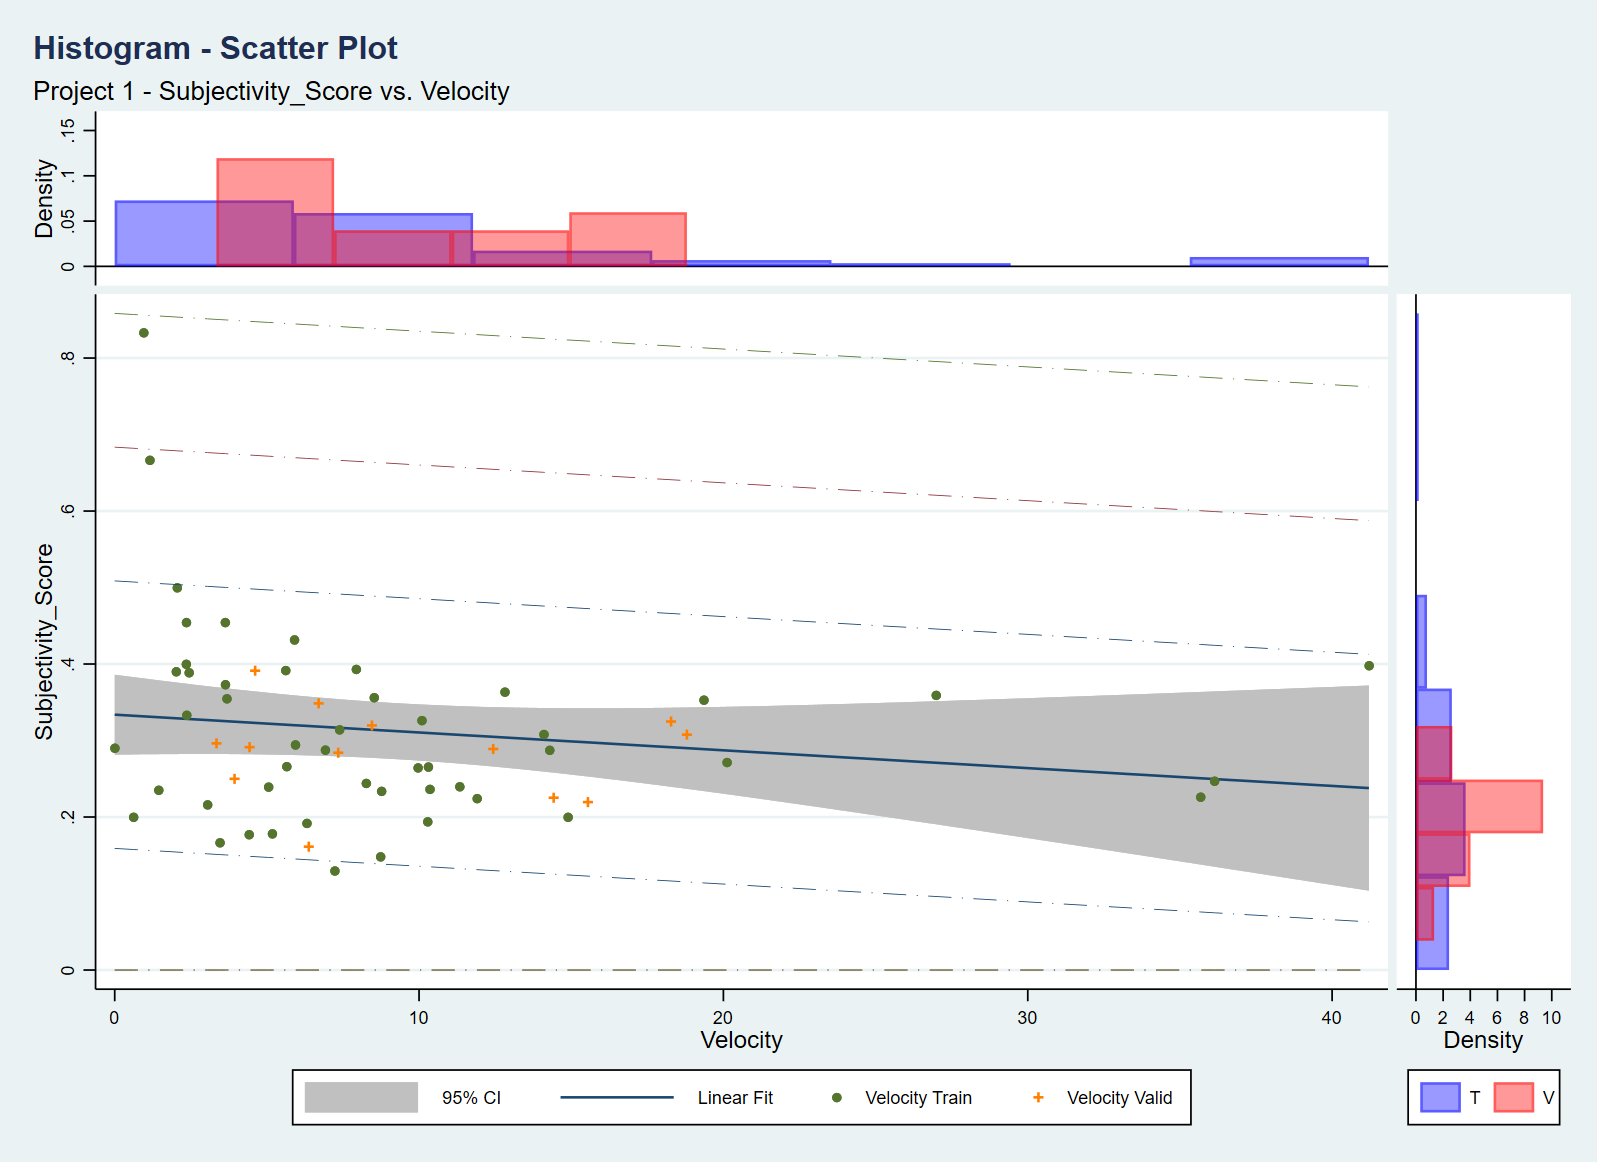 Histogram - Scatter Plot
Project 1 - Subjectivity_Score vs. Velocity
Density
.15
.1
.05
0
Subjectivity_Score
.8
.6
.4
.2
0
0 10 20 30 40
Velocity
0 2 4 6 8 10
Density
95% CI Linear Fit Velocity Train Velocity Valid
T V